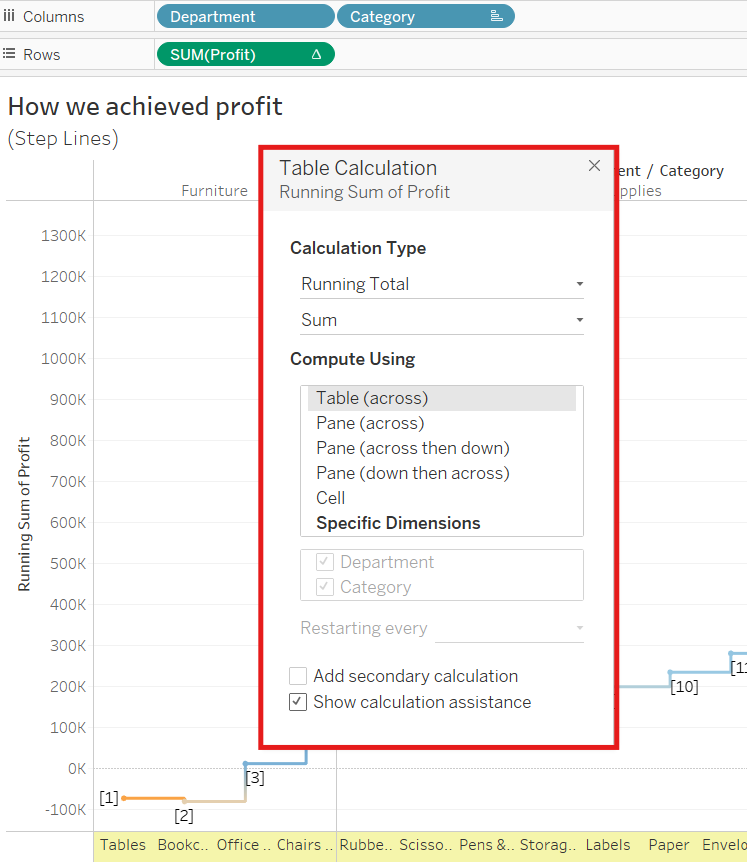 Columns
Department
Category
Rows
SUM(Profit) Δ
How we achieved profit
(Step Lines)
ent / Category
Furniture
pplies
Table Calculation
Running Sum of Profit
Calculation Type
Running Total
Sum
Compute Using
Table (across)
Pane (across)
Pane (across then down)
Pane (down then across)
Cell
Specific Dimensions
Department
Category
Restarting every
Add secondary calculation
Show calculation assistance
Running Sum of Profit
1300K
1200K
1100K
1000K
900K
800K
700K
600K
500K
400K
300K
200K
100K
0K
-100K
[1]
[2]
[3]
[10]
[11
Tables Bookc.. Office .. Chairs .. Rubbe.. Scisso.. Pens &.. Storag.. Labels Paper Envelo